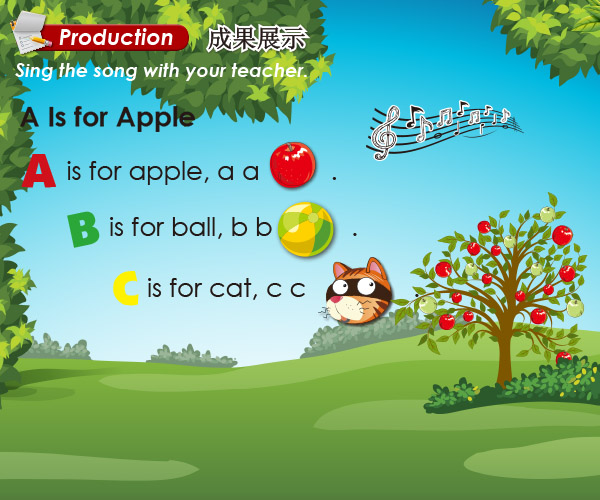 Production 成果展示
Sing the song with your teacher.
A Is for Apple
A is for apple, a a .
B is for ball, b b .
C is for cat, c c .